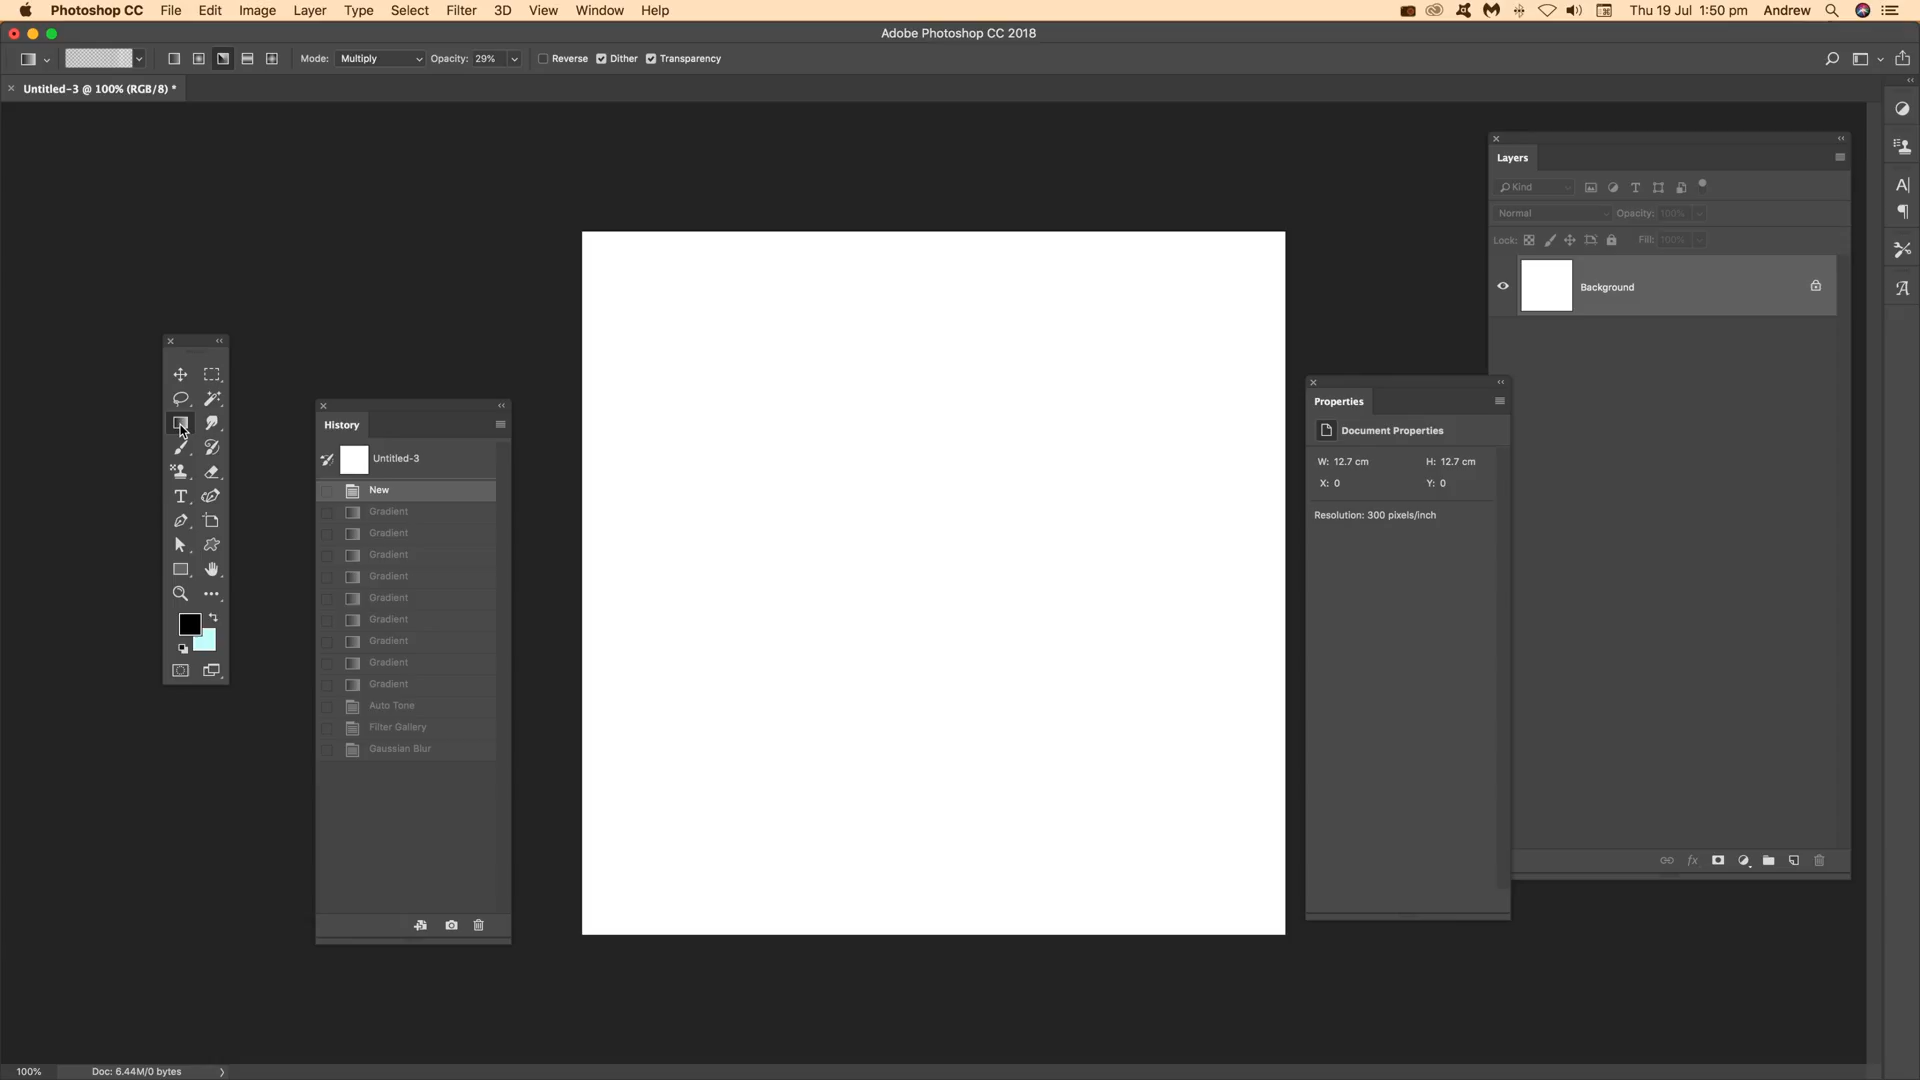 Photoshop CC File Edit Image Layer Type Select Filter 3D View Window Help Thu 19 Jul 1:50 pm Andrew
Adobe Photoshop CC 2018
Mode: Multiply Opacity: 29% Reverse Dither Transparency
Untitled-3 @ 100% (RGB/8) *
Layers
Kind
Normal Opacity: 100%
Lock: Fill: 100%
Background
History
Untitled-3
New
Gradient
Gradient
Gradient
Gradient
Gradient
Gradient
Gradient
Gradient
Gradient
Auto Tone
Filter Gallery
Gaussian Blur
Properties
Document Properties
W: 12.7 cm H: 12.7 cm
X: 0 Y: 0
Resolution: 300 pixels/inch
100% Doc: 6.44M/0 bytes